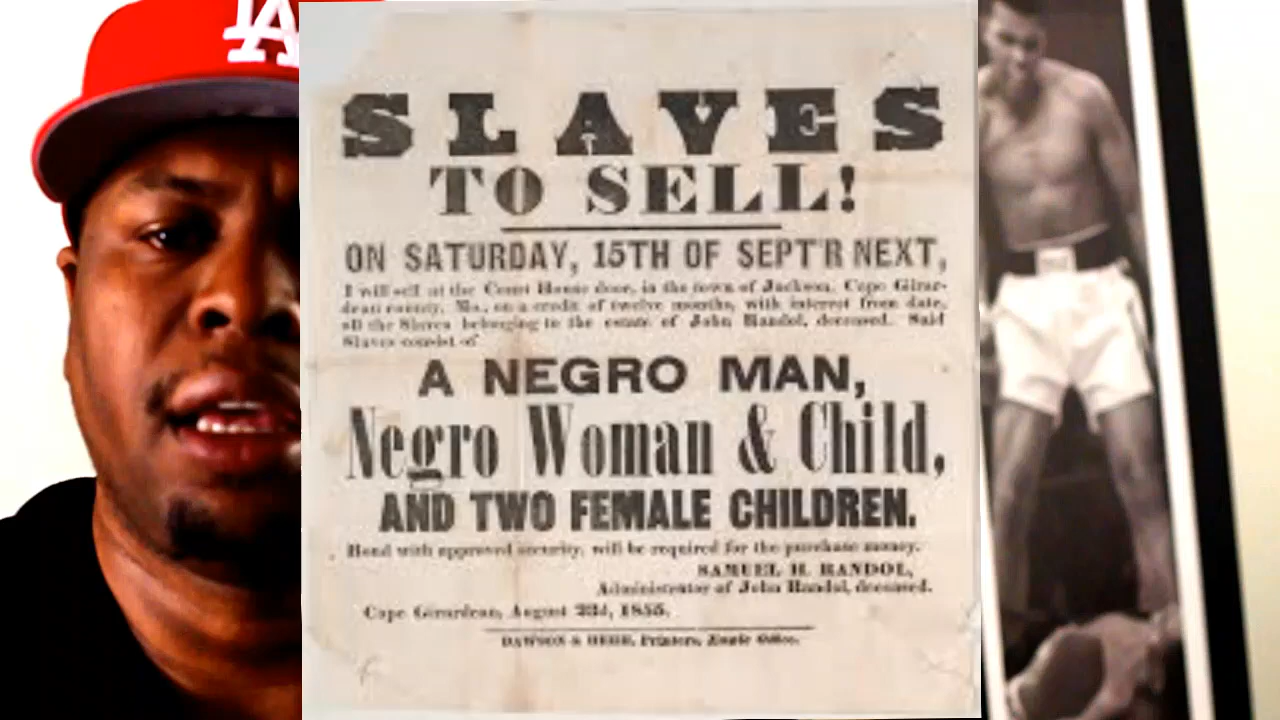 LA
SLAVES
TO SELL!
ON SATURDAY, 15TH OF SEPT'R NEXT,
I will sell at the Court House door, in the town of Jackson, Cape Girar-
deau county, Mo., on a credit of twelve months, with interest from date,
all the Slaves belonging to the estate of John Randol, deceased. Said
Slaves consist of
A NEGRO MAN,
Negro Woman & Child,
AND TWO FEMALE CHILDREN.
Bond with approved security, will be required for the purchase money.
SAMUEL H. RANDOL,
Administrator of John Randol, deceased.
Cape Girardeau, August 23d, 1855.
DAWSON & Printers, Eagle Office.